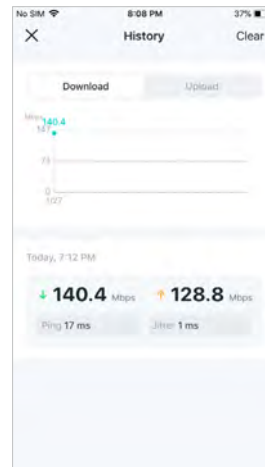 No SIM 8:08 PM 37%
History Clear
Download Upload
Mbps 140.4
147
73
0
1/27
Today, 7:12 PM
↓ 140.4 Mbps ↑ 128.8 Mbps
Ping 17 ms Jitter 1 ms